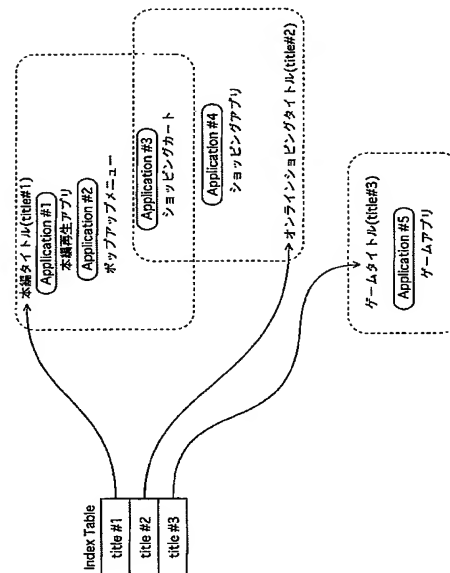 Index Table
title #1
title #2
title #3
本編タイトル(title#1)
Application #1
本編再生アプリ
Application #2
ポップアップメニュー
Application #3
ショッピングカート
Application #4
ショッピングアプリ
オンラインショッピングタイトル(title#2)
ゲームタイトル(title#3)
Application #5
ゲームアプリ